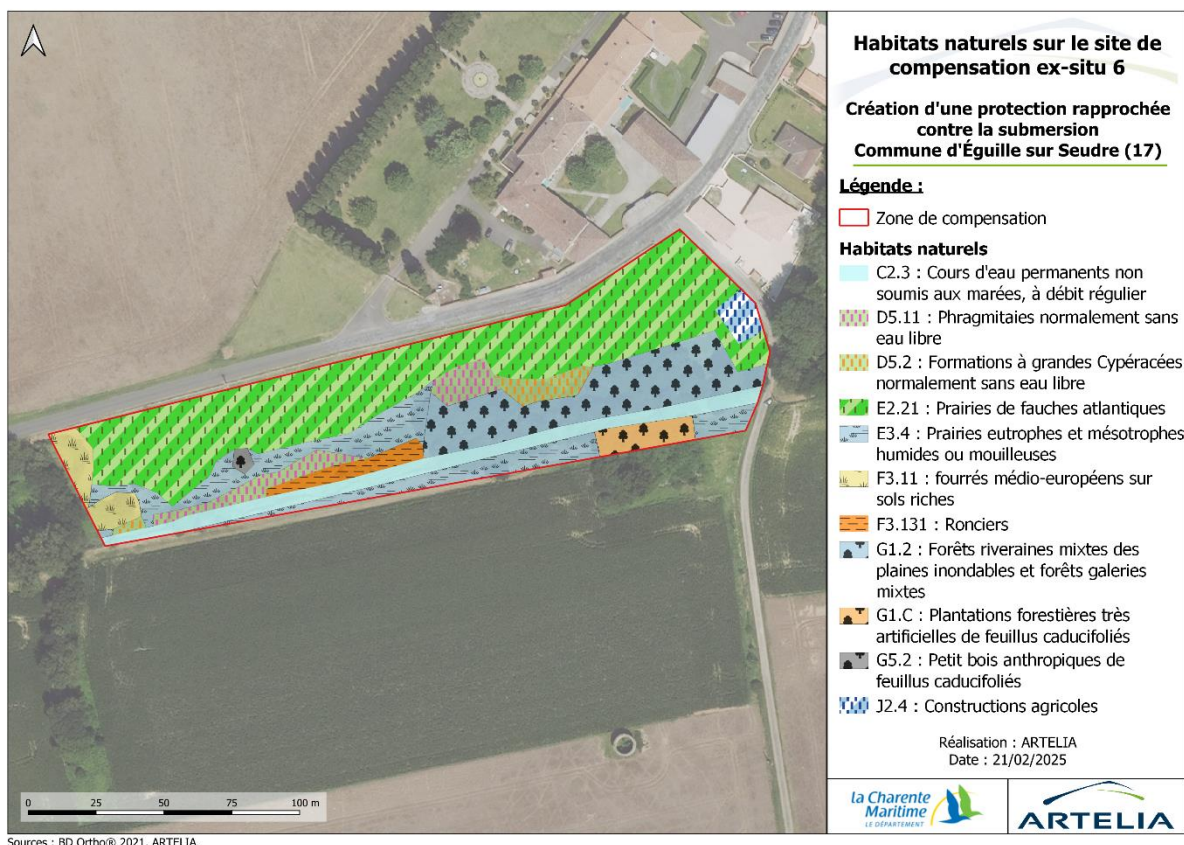 Habitats naturels sur le site de
compensation ex-situ 6
Création d'une protection rapprochée
contre la submersion
Commune d'Éguille sur Seudre (17)
Légende :
Zone de compensation
Habitats naturels
C2.3 : Cours d'eau permanents non
soumis aux marées, à débit régulier
D5.11 : Phragmitaies normalement sans
eau libre
D5.2 : Formations à grandes Cypéracées
normalement sans eau libre
E2.21 : Prairies de fauches atlantiques
E3.4 : Prairies eutrophes et mésotrophes
humides ou mouilleuses
F3.11 : fourrés médio-européens sur
sols riches
F3.131 : Ronciers
G1.2 : Forêts riveraines mixtes des
plaines inondables et forêts galeries
mixtes
G1.C : Plantations forestières très
artificielles de feuillus caducifoliés
G5.2 : Petit bois anthropiques de
feuillus caducifoliés
J2.4 : Constructions agricoles
Réalisation : ARTELIA
Date : 21/02/2025
la Charente
Maritime
LE DÉPARTEMENT
ARTELIA
0 25 50 75 100 m
Sources : BD Ortho® 2021, ARTELIA